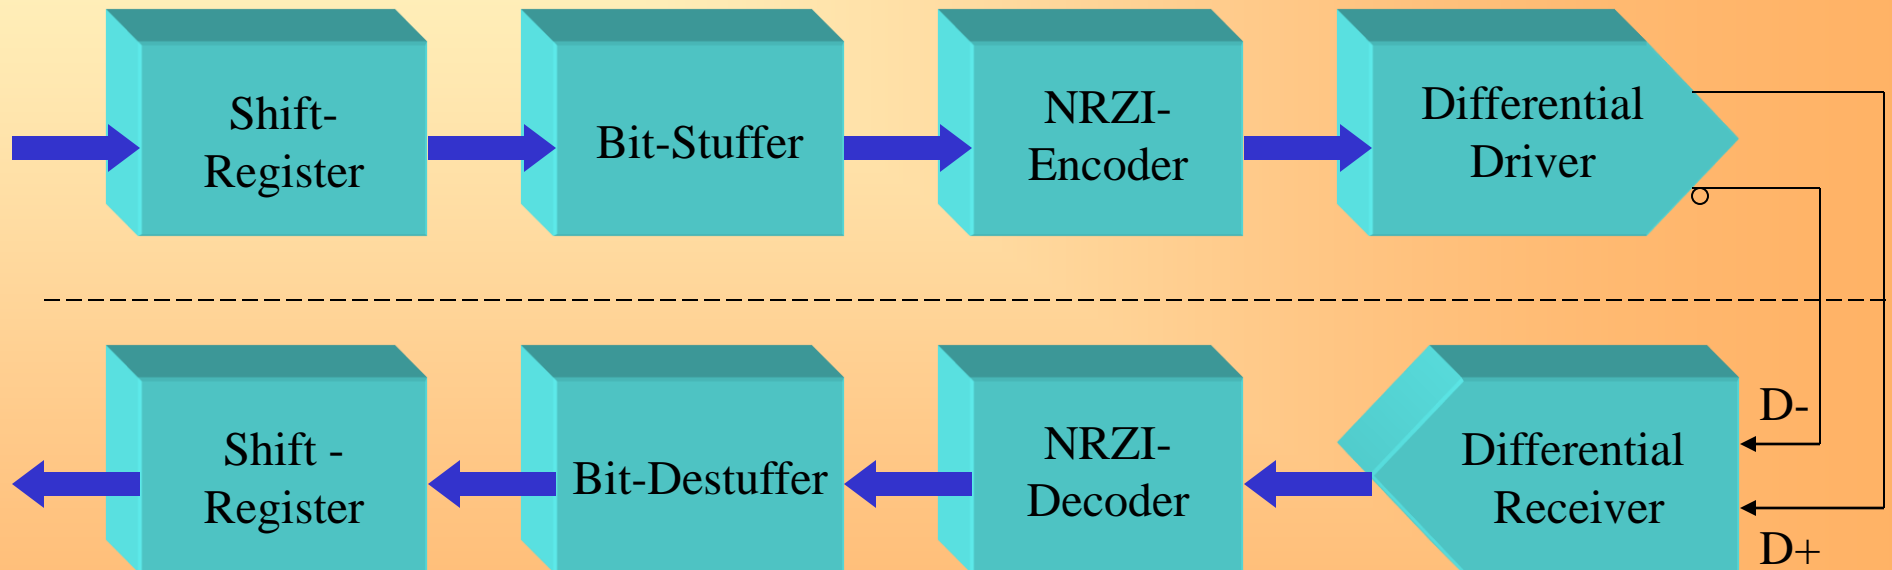 Shift-
Register
Bit-Stuffer
NRZI-
Encoder
Differential
Driver
Shift -
Register
Bit-Destuffer
NRZI-
Decoder
Differential
Receiver
D-
D+